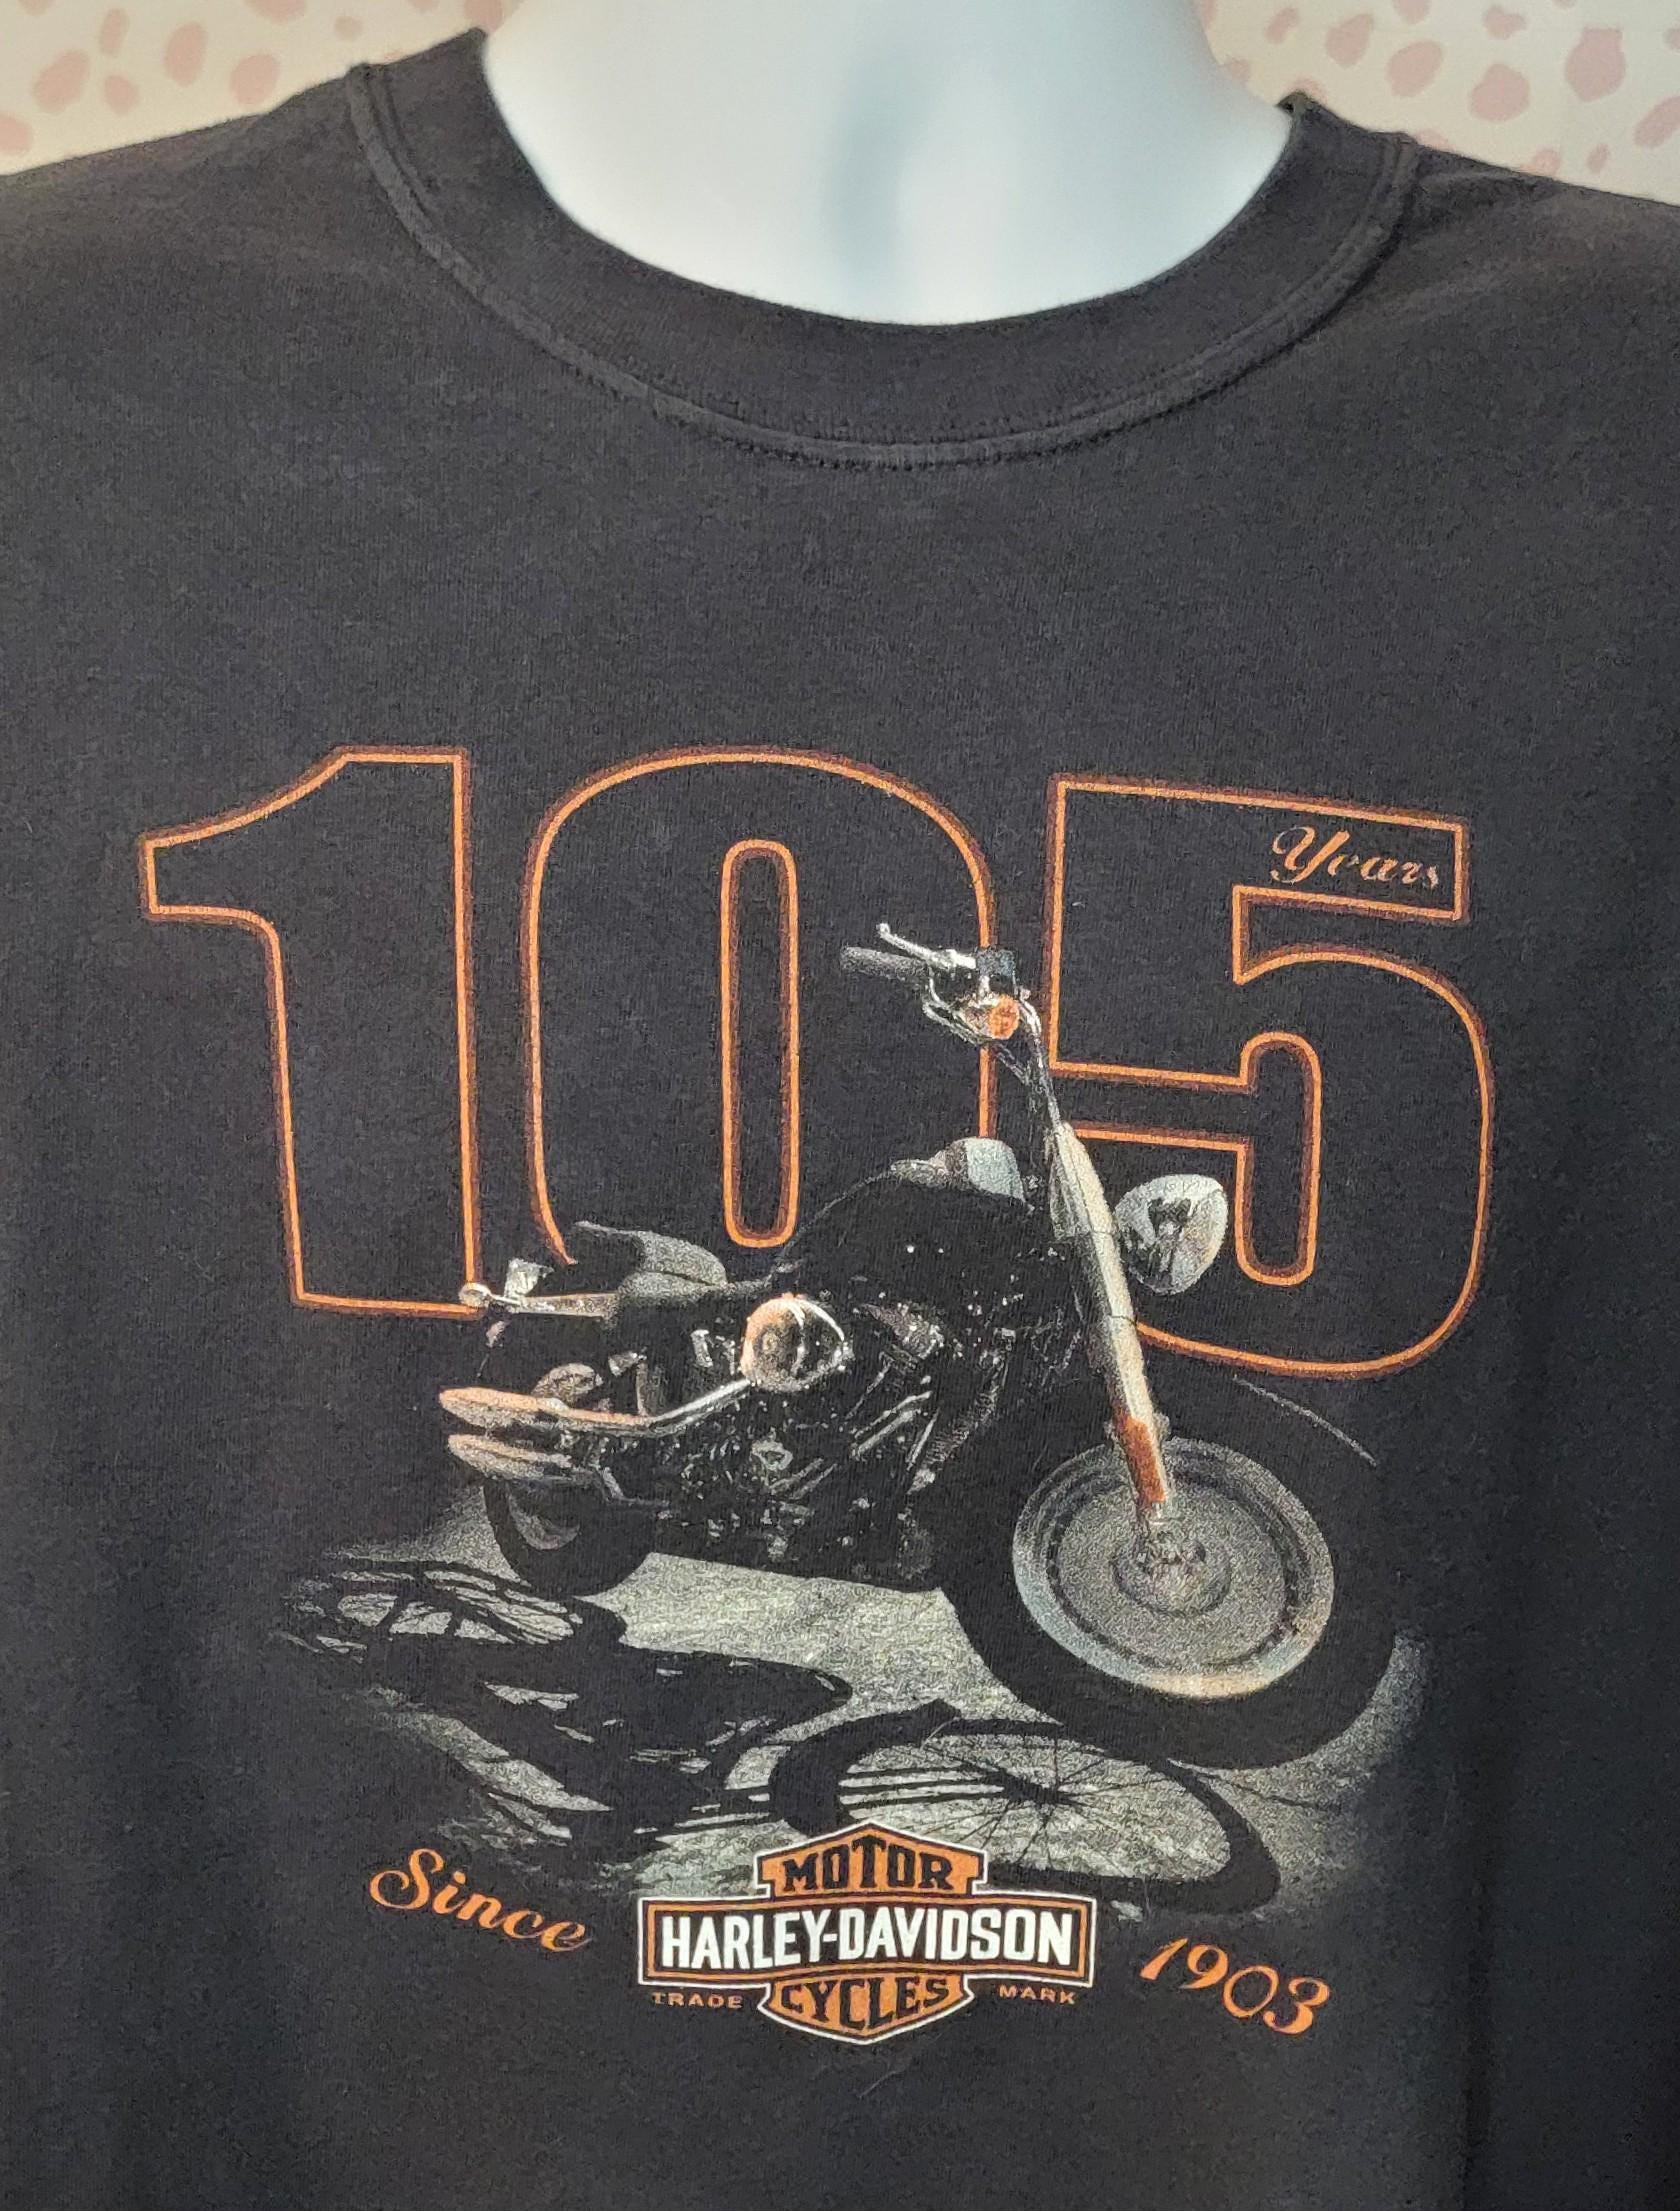 105
Years
Since
MOTOR
HARLEY-DAVIDSON
CYCLES
TRADE MARK
1903